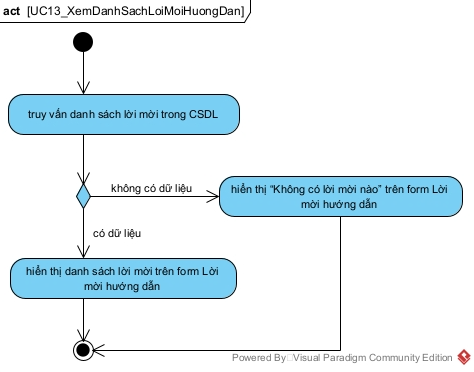 act [UC13_XemDanhSachLoiMoiHuongDan]
truy vấn danh sách lời mời trong CSDL
không có dữ liệu
hiển thị “Không có lời mời nào” trên form Lời
mời hướng dẫn
có dữ liệu
hiển thị danh sách lời mời trên form Lời
mời hướng dẫn
Powered By Visual Paradigm Community Edition